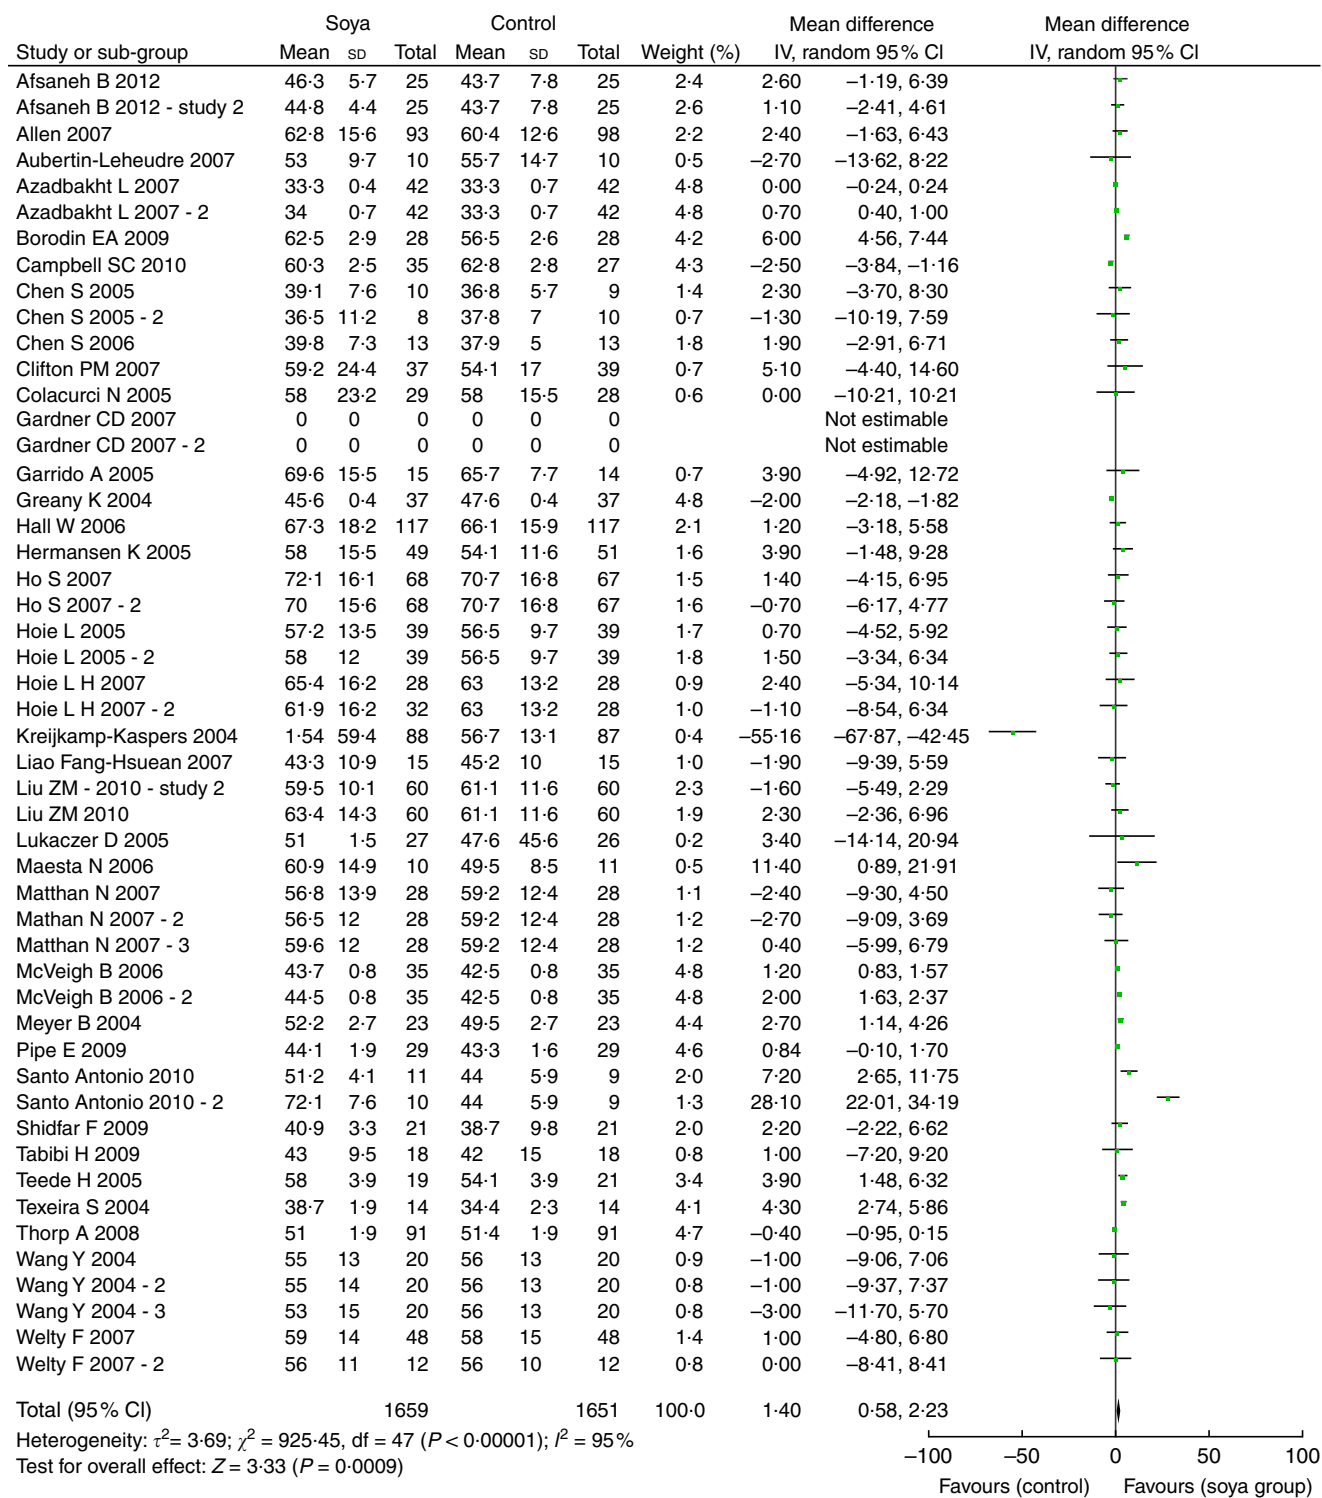 Soya Control Mean difference Mean difference
Study or sub-group Mean SD Total Mean SD Total Weight (%) IV, random 95% CI IV, random 95% CI
Afsaneh B 2012 46·3 5·7 25 43·7 7·8 25 2·4 2·60 −1·19, 6·39
Afsaneh B 2012 - study 2 44·8 4·4 25 43·7 7·8 25 2·6 1·10 −2·41, 4·61
Allen 2007 62·8 15·6 93 60·4 12·6 98 2·2 2·40 −1·63, 6·43
Aubertin-Leheudre 2007 53 9·7 10 55·7 14·7 10 0·5 −2·70 −13·62, 8·22
Azadbakht L 2007 33·3 0·4 42 33·3 0·7 42 4·8 0·00 −0·24, 0·24
Azadbakht L 2007 - 2 34 0·7 42 33·3 0·7 42 4·8 0·70 0·40, 1·00
Borodin EA 2009 62·5 2·9 28 56·5 2·6 28 4·2 6·00 4·56, 7·44
Campbell SC 2010 60·3 2·5 35 62·8 2·8 27 4·3 −2·50 −3·84, −1·16
Chen S 2005 39·1 7·6 10 36·8 5·7 9 1·4 2·30 −3·70, 8·30
Chen S 2005 - 2 36·5 11·2 8 37·8 7 10 0·7 −1·30 −10·19, 7·59
Chen S 2006 39·8 7·3 13 37·9 5 13 1·8 1·90 −2·91, 6·71
Clifton PM 2007 59·2 24·4 37 54·1 17 39 0·7 5·10 −4·40, 14·60
Colacurci N 2005 58 23·2 29 58 15·5 28 0·6 0·00 −10·21, 10·21
Gardner CD 2007 0 0 0 0 0 0 Not estimable
Gardner CD 2007 - 2 0 0 0 0 0 0 Not estimable
Garrido A 2005 69·6 15·5 15 65·7 7·7 14 0·7 3·90 −4·92, 12·72
Greany K 2004 45·6 0·4 37 47·6 0·4 37 4·8 −2·00 −2·18, −1·82
Hall W 2006 67·3 18·2 117 66·1 15·9 117 2·1 1·20 −3·18, 5·58
Hermansen K 2005 58 15·5 49 54·1 11·6 51 1·6 3·90 −1·48, 9·28
Ho S 2007 72·1 16·1 68 70·7 16·8 67 1·5 1·40 −4·15, 6·95
Ho S 2007 - 2 70 15·6 68 70·7 16·8 67 1·6 −0·70 −6·17, 4·77
Hoie L 2005 57·2 13·5 39 56·5 9·7 39 1·7 0·70 −4·52, 5·92
Hoie L 2005 - 2 58 12 39 56·5 9·7 39 1·8 1·50 −3·34, 6·34
Hoie L H 2007 65·4 16·2 28 63 13·2 28 0·9 2·40 −5·34, 10·14
Hoie L H 2007 - 2 61·9 16·2 32 63 13·2 28 1·0 −1·10 −8·54, 6·34
Kreijkamp-Kaspers 2004 1·54 59·4 88 56·7 13·1 87 0·4 −55·16 −67·87, −42·45
Liao Fang-Hsuean 2007 43·3 10·9 15 45·2 10 15 1·0 −1·90 −9·39, 5·59
Liu ZM - 2010 - study 2 59·5 10·1 60 61·1 11·6 60 2·3 −1·60 −5·49, 2·29
Liu ZM 2010 63·4 14·3 60 61·1 11·6 60 1·9 2·30 −2·36, 6·96
Lukaczer D 2005 51 1·5 27 47·6 45·6 26 0·2 3·40 −14·14, 20·94
Maesta N 2006 60·9 14·9 10 49·5 8·5 11 0·5 11·40 0·89, 21·91
Matthan N 2007 56·8 13·9 28 59·2 12·4 28 1·1 −2·40 −9·30, 4·50
Mathan N 2007 - 2 56·5 12 28 59·2 12·4 28 1·2 −2·70 −9·09, 3·69
Matthan N 2007 - 3 59·6 12 28 59·2 12·4 28 1·2 0·40 −5·99, 6·79
McVeigh B 2006 43·7 0·8 35 42·5 0·8 35 4·8 1·20 0·83, 1·57
McVeigh B 2006 - 2 44·5 0·8 35 42·5 0·8 35 4·8 2·00 1·63, 2·37
Meyer B 2004 52·2 2·7 23 49·5 2·7 23 4·4 2·70 1·14, 4·26
Pipe E 2009 44·1 1·9 29 43·3 1·6 29 4·6 0·84 −0·10, 1·70
Santo Antonio 2010 51·2 4·1 11 44 5·9 9 2·0 7·20 2·65, 11·75
Santo Antonio 2010 - 2 72·1 7·6 10 44 5·9 9 1·3 28·10 22·01, 34·19
Shidfar F 2009 40·9 3·3 21 38·7 9·8 21 2·0 2·20 −2·22, 6·62
Tabibi H 2009 43 9·5 18 42 15 18 0·8 1·00 −7·20, 9·20
Teede H 2005 58 3·9 19 54·1 3·9 21 3·4 3·90 1·48, 6·32
Texeira S 2004 38·7 1·9 14 34·4 2·3 14 4·1 4·30 2·74, 5·86
Thorp A 2008 51 1·9 91 51·4 1·9 91 4·7 −0·40 −0·95, 0·15
Wang Y 2004 55 13 20 56 13 20 0·9 −1·00 −9·06, 7·06
Wang Y 2004 - 2 55 14 20 56 13 20 0·8 −1·00 −9·37, 7·37
Wang Y 2004 - 3 53 15 20 56 13 20 0·8 −3·00 −11·70, 5·70
Welty F 2007 59 14 48 58 15 48 1·4 1·00 −4·80, 6·80
Welty F 2007 - 2 56 11 12 56 10 12 0·8 0·00 −8·41, 8·41
Total (95% CI) 1659 1651 100·0 1·40 0·58, 2·23
Heterogeneity: τ²= 3·69; χ² = 925·45, df = 47 (P < 0·00001); I² = 95%
Test for overall effect: Z = 3·33 (P = 0·0009)
−100 −50 0 50 100
Favours (control) Favours (soya group)